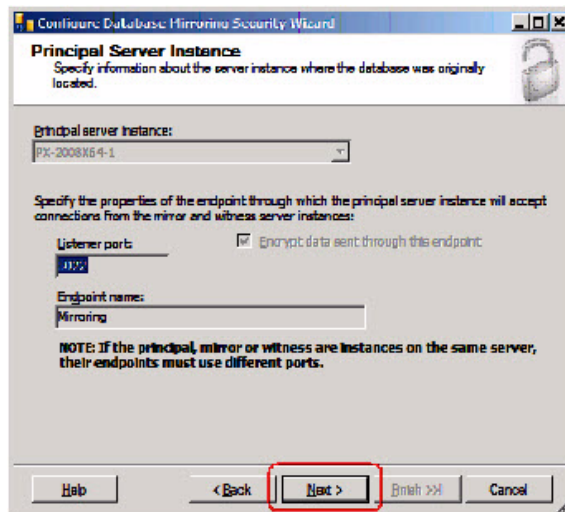 Configure Database Mirroring Security Wizard
Principal Server Instance
Specify information about the server instance where the database was originally
located.
Principal server instance:
PX-2008X64-1
Specify the properties of the endpoint through which the principal server instance will accept
connections from the mirror and witness server instances:
Listener port:
Encrypt data sent through this endpoint
Endpoint name:
Mirroring
NOTE: If the principal, mirror or witness are instances on the same server,
their endpoints must use different ports.
Help
< Back
Next >
Finish >>|
Cancel